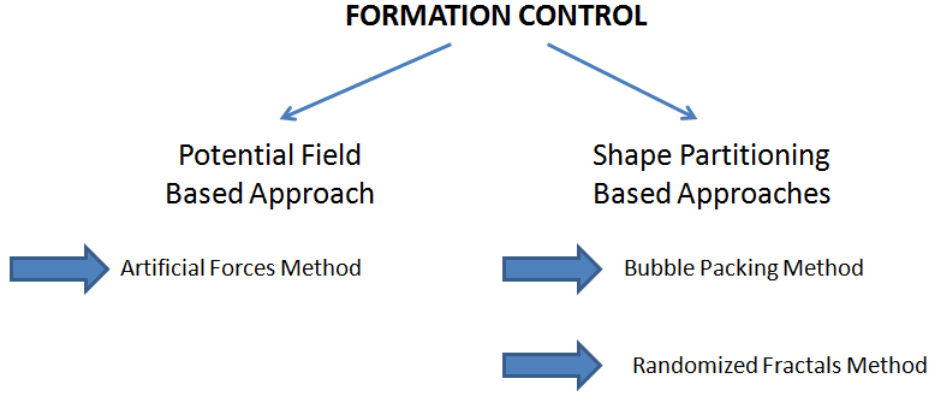 FORMATION CONTROL
Potential Field
Based Approach
Artificial Forces Method
Shape Partitioning
Based Approaches
Bubble Packing Method
Randomized Fractals Method